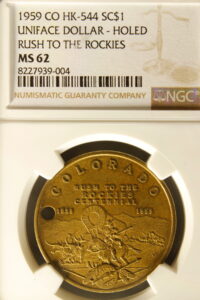 1959 CO HK-544 SC$1
UNIFACE DOLLAR - HOLED
RUSH TO THE ROCKIES
MS 62
8227939-004
NUMISMATIC GUARANTY COMPANY
NGC
COLORADO
RUSH TO THE
ROCKIES
CENTENNIAL
1859 1959